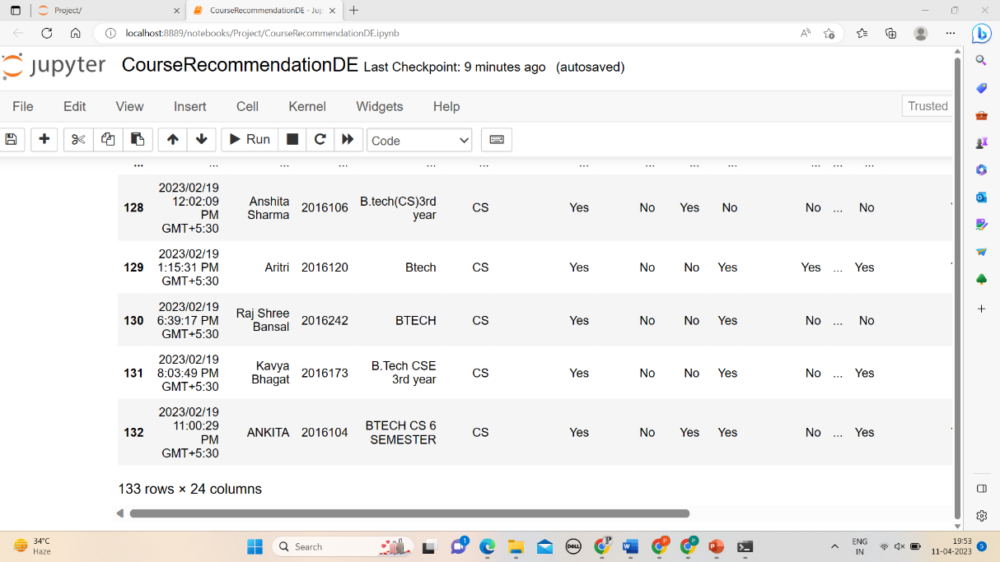 Project/
CourseRecommendationDE - Jup
localhost:8889/notebooks/Project/CourseRecommendationDE.ipynb
jupyter CourseRecommendationDE Last Checkpoint: 9 minutes ago (autosaved)
File Edit View Insert Cell Kernel Widgets Help
Trusted
Run
Code
... ... ... ... ... ... ... ... ... ... ... ... ...
128 2023/02/19 12:02:09 PM GMT+5:30 Anshita Sharma 2016106 B.tech(CS)3rd year CS Yes No Yes No No ... No
129 2023/02/19 1:15:31 PM GMT+5:30 Aritri 2016120 Btech CS Yes No No Yes Yes ... Yes
130 2023/02/19 6:39:17 PM GMT+5:30 Raj Shree Bansal 2016242 BTECH CS Yes No No Yes No ... No
131 2023/02/19 8:03:49 PM GMT+5:30 Kavya Bhagat 2016173 B.Tech CSE 3rd year CS Yes No No Yes No ... Yes
132 2023/02/19 11:00:29 PM GMT+5:30 ANKITA 2016104 BTECH CS 6 SEMESTER CS Yes No Yes Yes No ... Yes
133 rows × 24 columns
34°C
Haze
Search
1
DELL
ENG
IN
19:53
11-04-2023
5